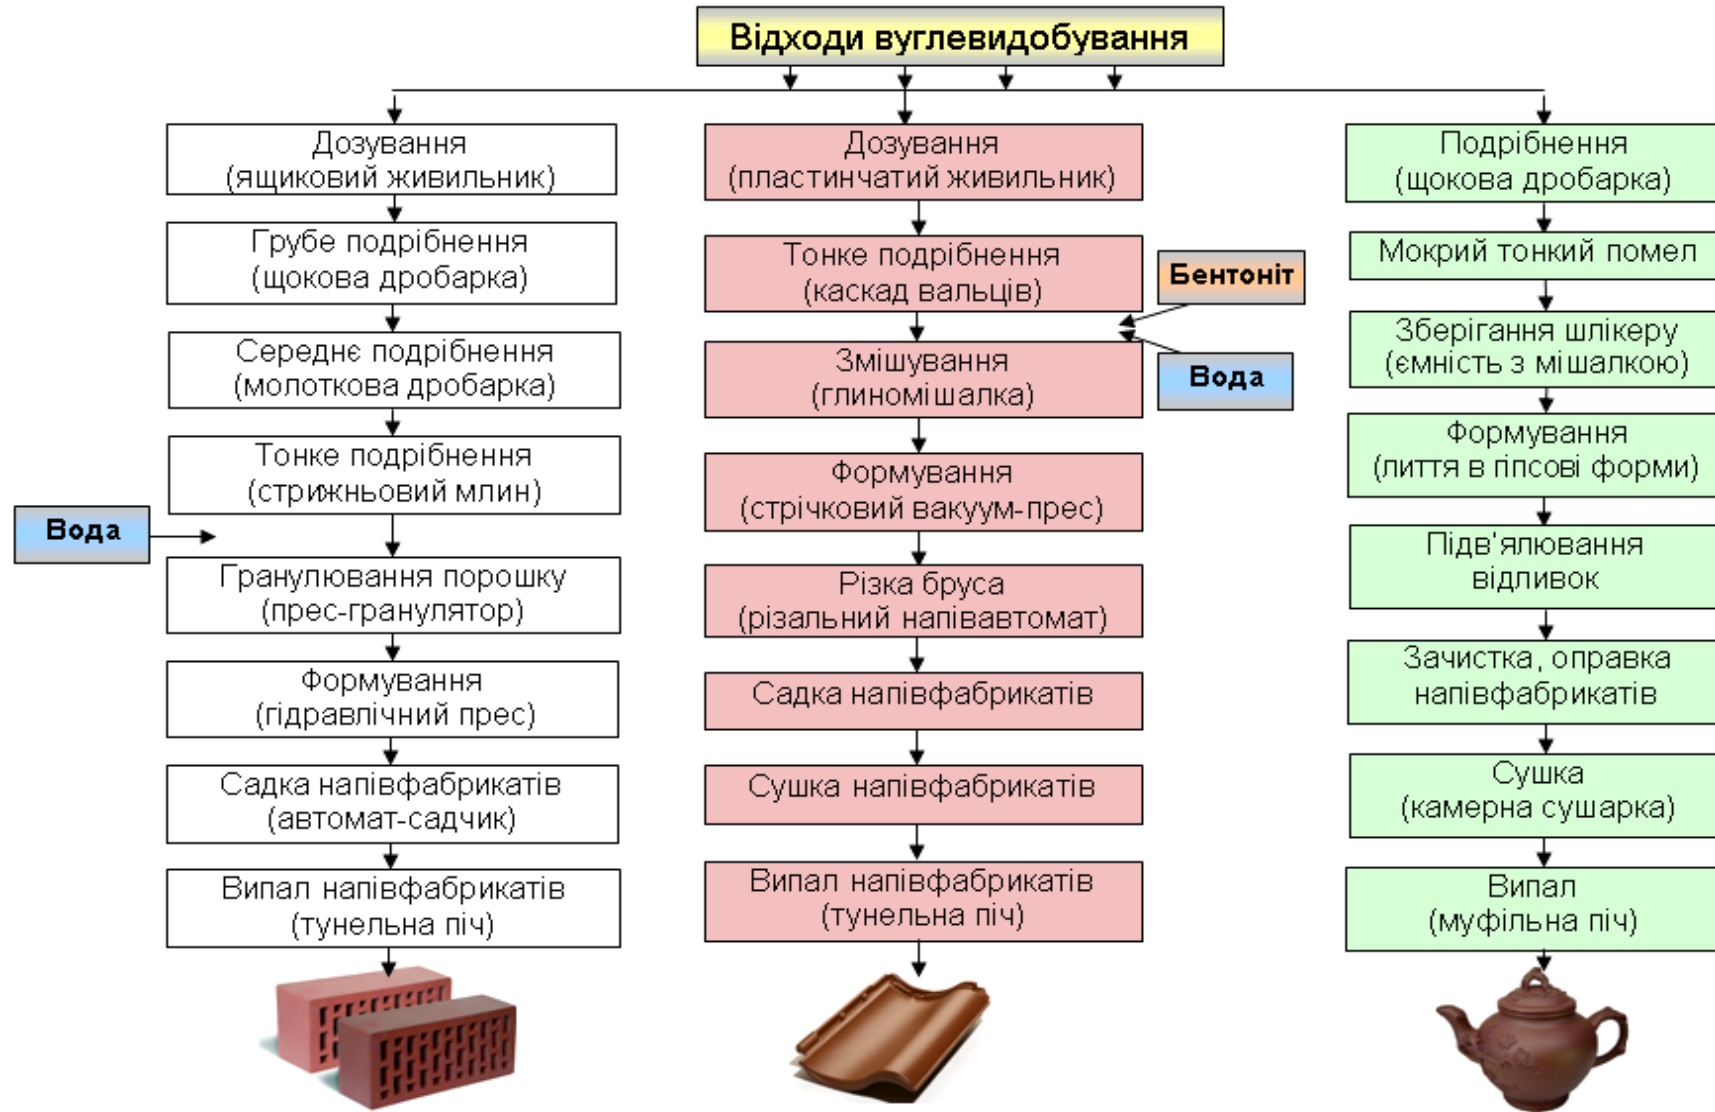 Відходи вуглевидобування
Дозування
(ящиковий живильник)
Грубе подрібнення
(щокова дробарка)
Середнє подрібнення
(молоткова дробарка)
Тонке подрібнення
(стрижньовий млин)
Вода
Гранулювання порошку
(прес-гранулятор)
Формування
(гідравлічний прес)
Садка напівфабрикатів
(автомат-садчик)
Випал напівфабрикатів
(тунельна піч)
Дозування
(пластинчатий живильник)
Тонке подрібнення
(каскад вальців)
Бентоніт
Вода
Змішування
(глиномішалка)
Формування
(стрічковий вакуум-прес)
Різка бруса
(різальний напівавтомат)
Садка напівфабрикатів
Сушка напівфабрикатів
Випал напівфабрикатів
(тунельна піч)
Подрібнення
(щокова дробарка)
Мокрий тонкий помел
Зберігання шлікеру
(ємність з мішалкою)
Формування
(лиття в гіпсові форми)
Підв'ялювання
відливок
Зачистка, оправка
напівфабрикатів
Сушка
(камерна сушарка)
Випал
(муфільна піч)